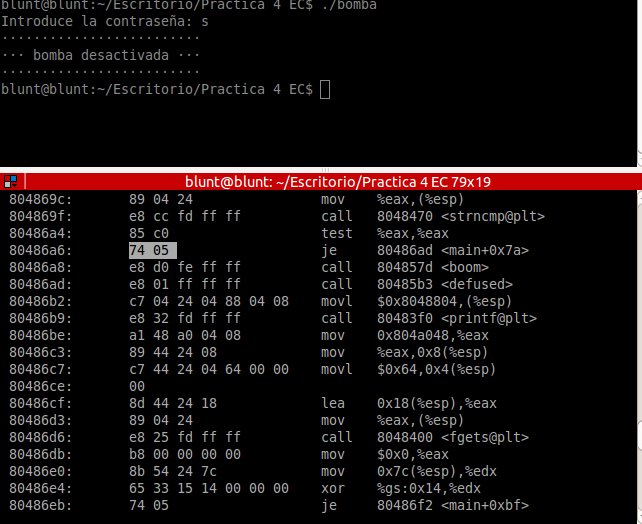 blunt@blunt:~/Escritorio/Practica 4 EC$ ./bomba
Introduce la contraseña: s
·························
··· bomba desactivada ···
·························
blunt@blunt:~/Escritorio/Practica 4 EC$
blunt@blunt: ~/Escritorio/Practica 4 EC 79x19
804869c: 89 04 24 mov %eax,(%esp)
804869f: e8 cc fd ff ff call 8048470 <strncmp@plt>
80486a4: 85 c0 test %eax,%eax
80486a6: 74 05 je 80486ad <main+0x7a>
80486a8: e8 d0 fe ff ff call 804857d <boom>
80486ad: e8 01 ff ff ff call 80485b3 <defused>
80486b2: c7 04 24 04 88 04 08 movl $0x8048804,(%esp)
80486b9: e8 32 fd ff ff call 80483f0 <printf@plt>
80486be: a1 48 a0 04 08 mov 0x804a048,%eax
80486c3: 89 44 24 08 mov %eax,0x8(%esp)
80486c7: c7 44 24 04 64 00 00 movl $0x64,0x4(%esp)
80486ce: 00
80486cf: 8d 44 24 18 lea 0x18(%esp),%eax
80486d3: 89 04 24 mov %eax,(%esp)
80486d6: e8 25 fd ff ff call 8048400 <fgets@plt>
80486db: b8 00 00 00 00 mov $0x0,%eax
80486e0: 8b 54 24 7c mov 0x7c(%esp),%edx
80486e4: 65 33 15 14 00 00 00 xor %gs:0x14,%edx
80486eb: 74 05 je 80486f2 <main+0xbf>